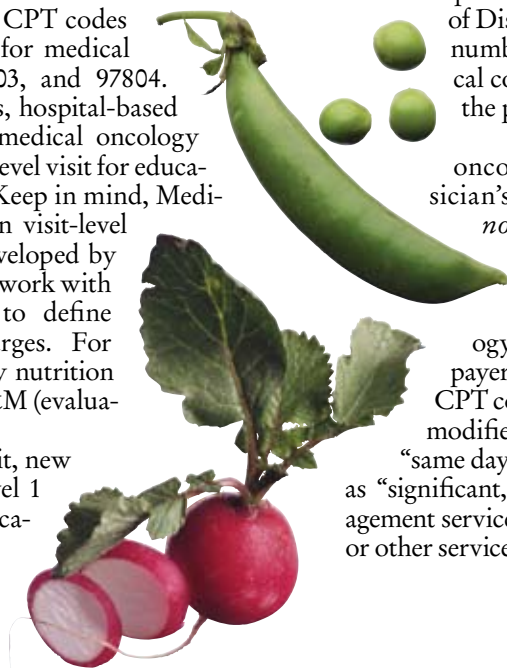 CPT codes
for medical
03, and 97804.
s, hospital-based
medical oncology
evel visit for educa-
Keep in mind, Medi-
n visit-level
veloped by
work with
to define
rges. For
y nutrition
M (evalua-
it, new
el 1
ca-
of Dis
numb
cal co
the p
onco
sician's
no
ogy
payer
CPT co
modifie
"same day
as "significant,
agement service
or other service